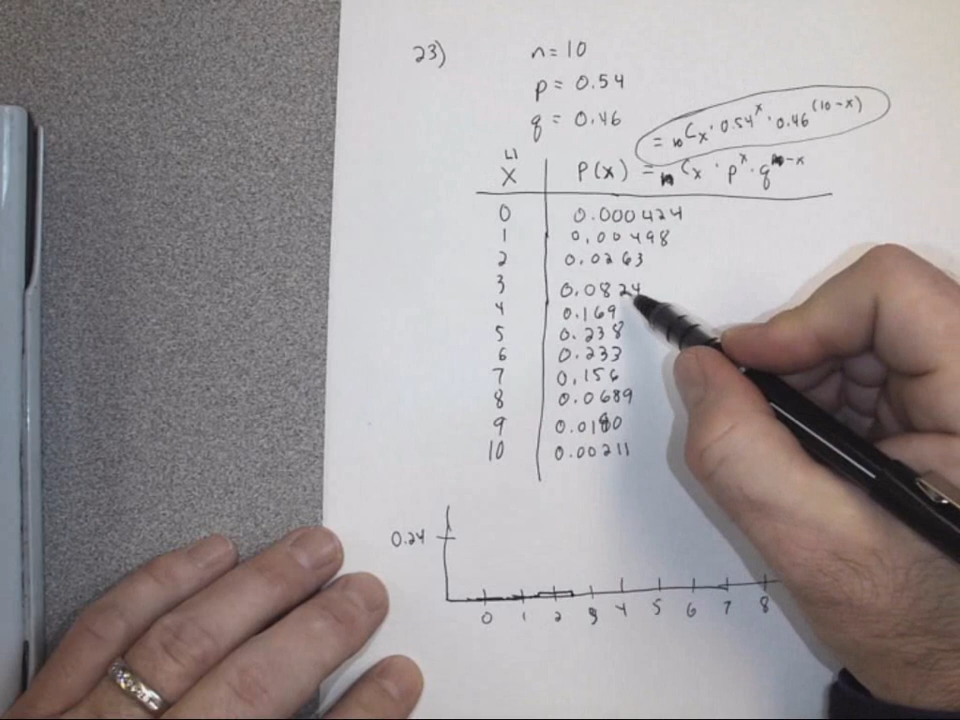 23) n = 10
p = 0.54
q = 0.46
= 10Cx · 0.54^x · 0.46^(10-x)
L1
X P(x) = nCx · p^x · q^n-x
0 0.000424
1 0.00498
2 0.0263
3 0.0824
4 0.169
5 0.238
6 0.233
7 0.156
8 0.0689
9 0.0180
10 0.00211
0.24
0 1 2 3 4 5 6 7 8